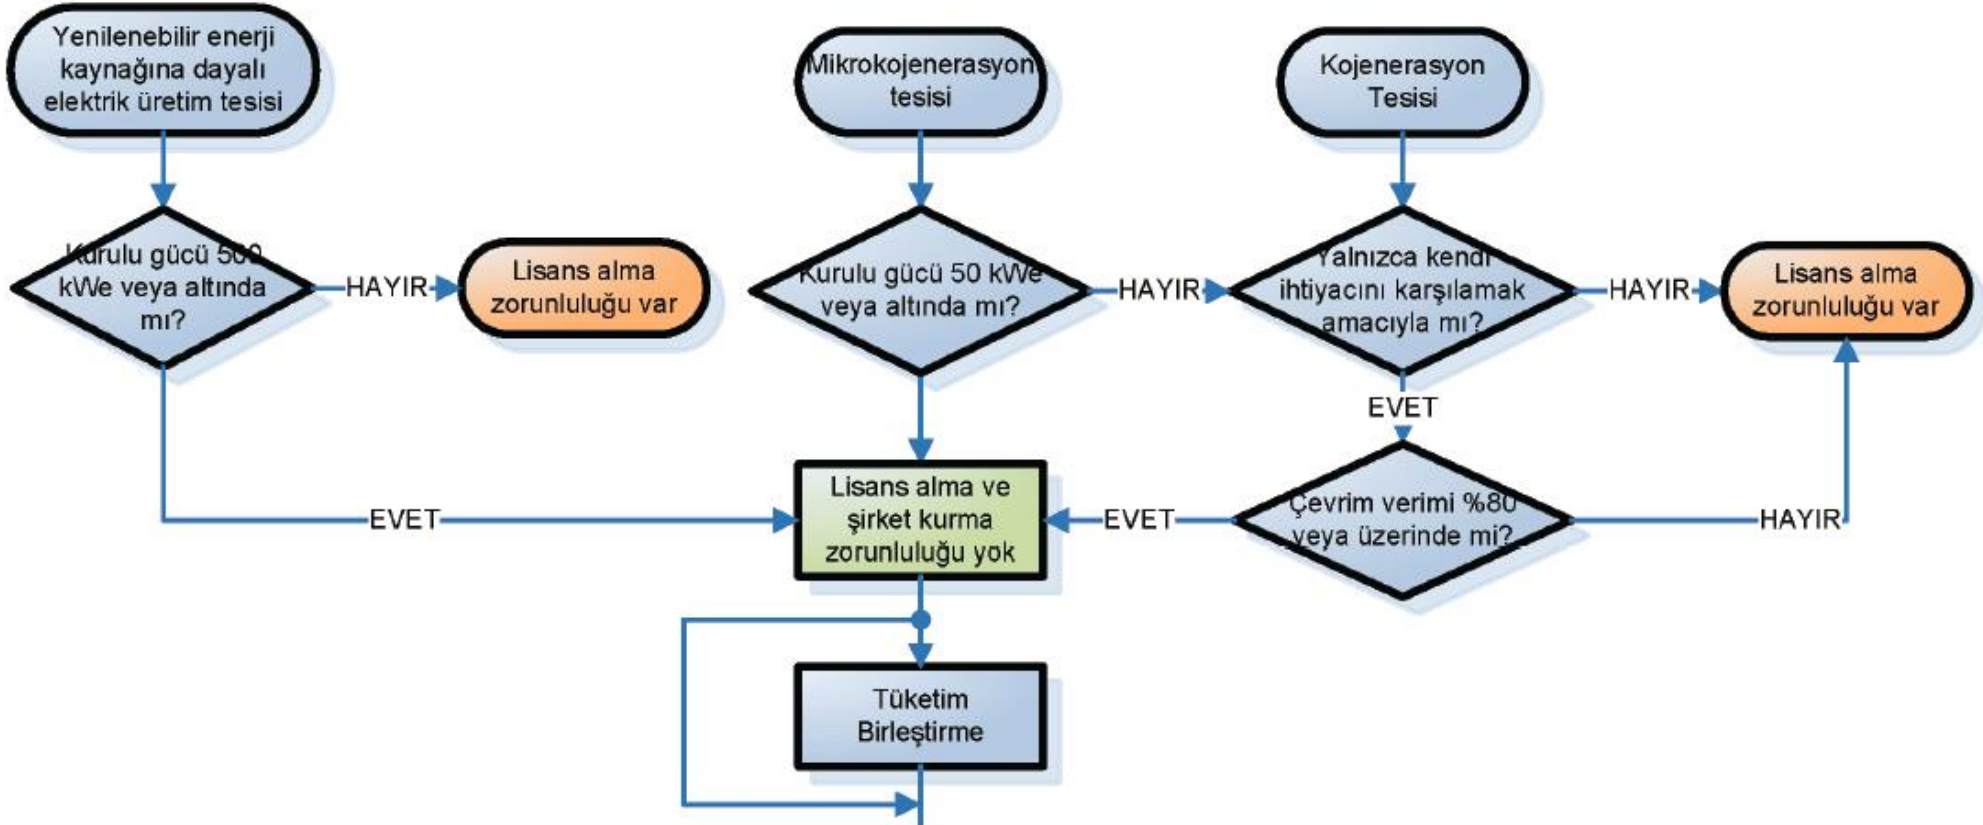 Yenilenebilir enerji
kaynağına dayalı
elektrik üretim tesisi
Mikrokojenerasyon
tesisi
Kojenerasyon
Tesisi
Kurulu gücü 500
kWe veya altında
mı?
HAYIR
Lisans alma
zorunluluğu var
Kurulu gücü 50 kWe
veya altında mı?
HAYIR
Yalnızca kendi
ihtiyacını karşılamak
amacıyla mı?
HAYIR
Lisans alma
zorunluluğu var
EVET
EVET
Lisans alma ve
şirket kurma
zorunluluğu yok
EVET
Çevrim verimi %80
veya üzerinde mi?
HAYIR
Tüketim
Birleştirme